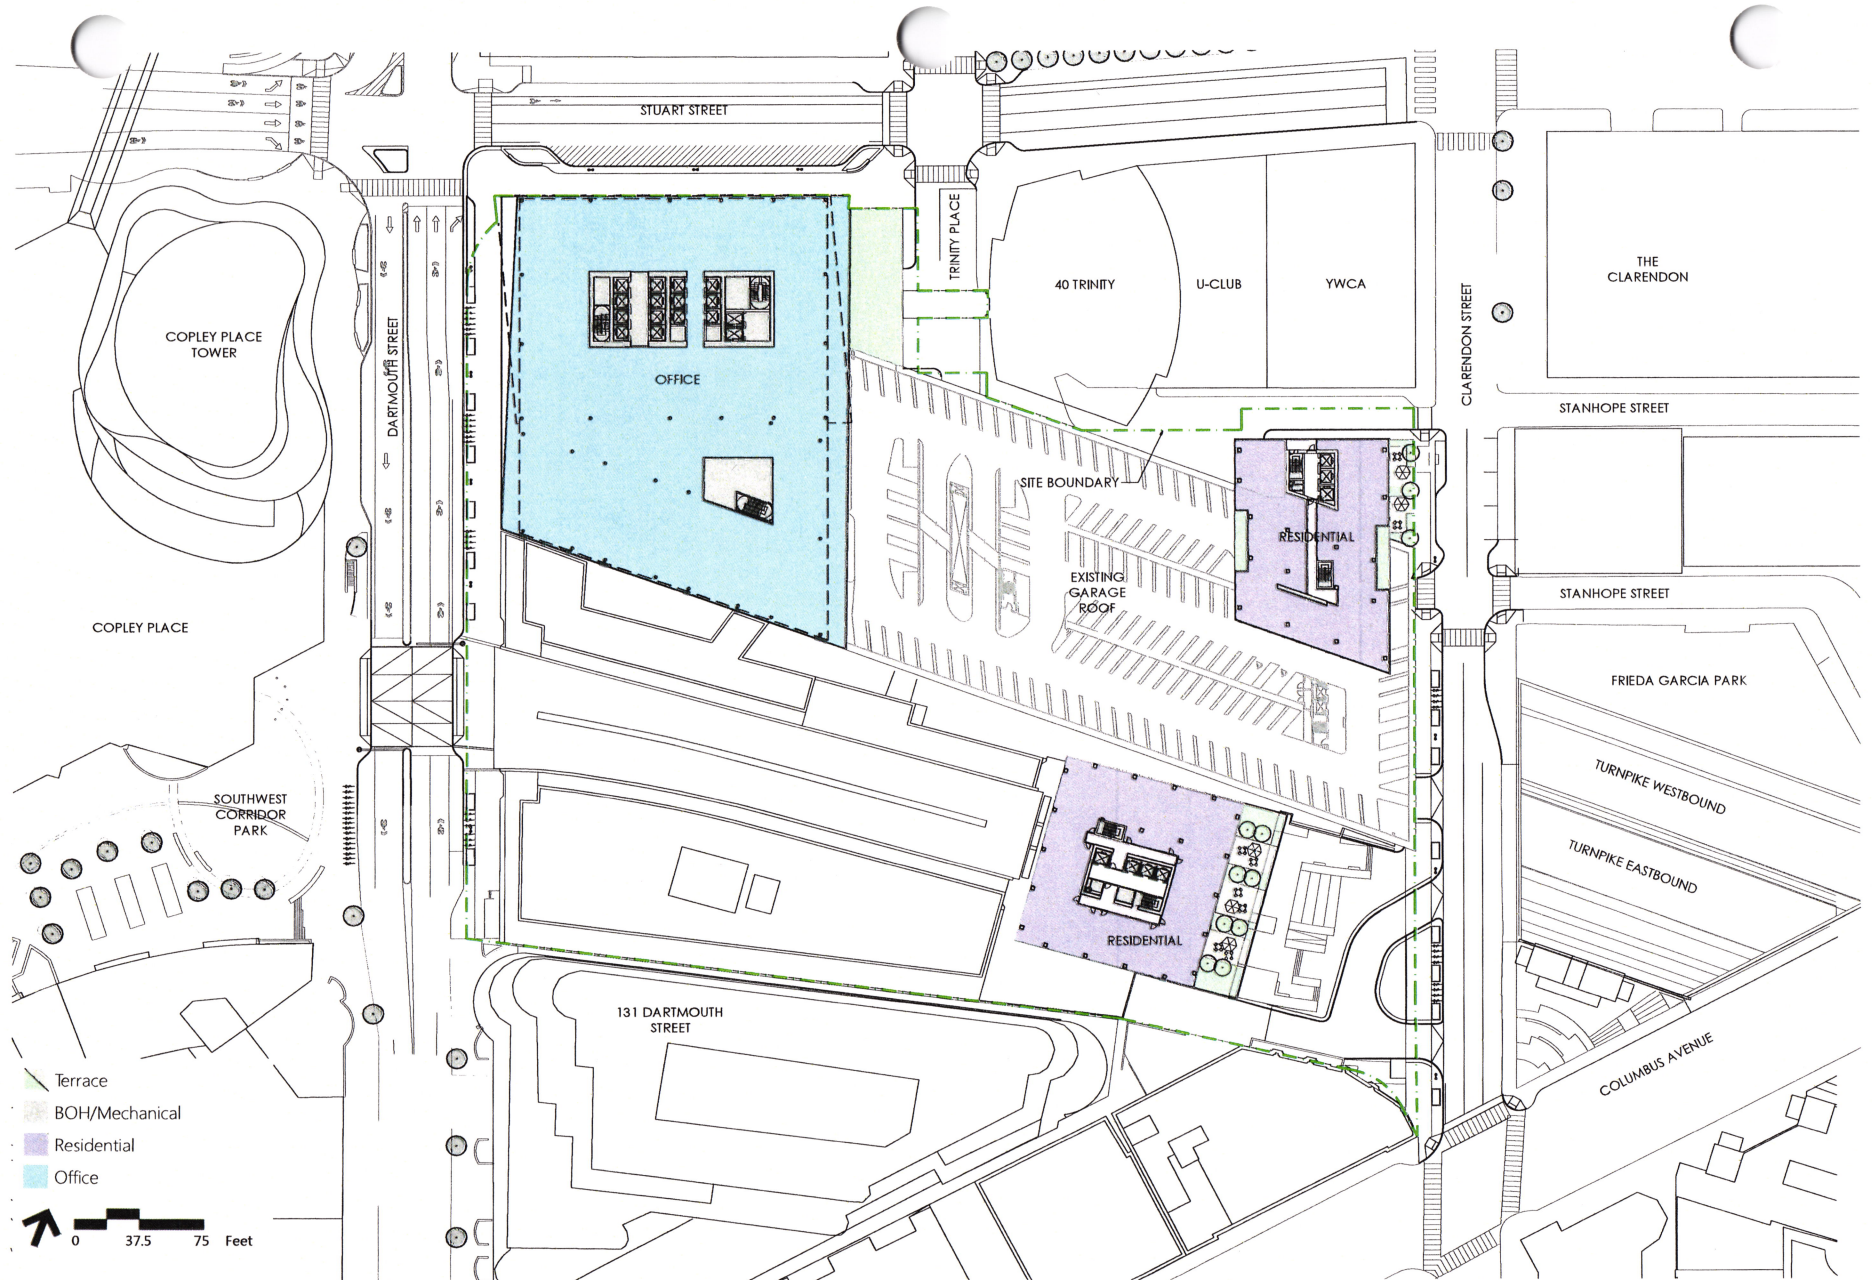 STUART STREET
TRINITY PLACE
40 TRINITY
U-CLUB
YWCA
THE
CLARENDON
CLARENDON STREET
COPLEY PLACE
TOWER
DARTMOUTH STREET
OFFICE
STANHOPE STREET
SITE BOUNDARY
RESIDENTIAL
EXISTING
GARAGE
ROOF
STANHOPE STREET
COPLEY PLACE
FRIEDA GARCIA PARK
TURNPIKE WESTBOUND
SOUTHWEST
CORRIDOR
PARK
TURNPIKE EASTBOUND
RESIDENTIAL
131 DARTMOUTH
STREET
COLUMBUS AVENUE
Terrace
BOH/Mechanical
Residential
Office
0 37.5 75 Feet